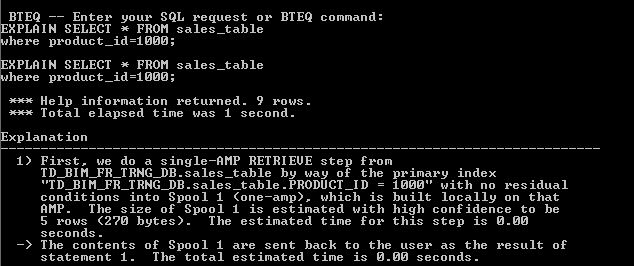 BTEQ -- Enter your SQL request or BTEQ command:
EXPLAIN SELECT * FROM sales_table
where product_id=1000;
EXPLAIN SELECT * FROM sales_table
where product_id=1000;
*** Help information returned. 9 rows.
*** Total elapsed time was 1 second.
Explanation
---------------------------------------------------------------------------
1) First, we do a single-AMP RETRIEVE step from
TD_BIM_FR_TRNG_DB.sales_table by way of the primary index
"TD_BIM_FR_TRNG_DB.sales_table.PRODUCT_ID = 1000" with no residual
conditions into Spool 1 (one-amp), which is built locally on that
AMP.  The size of Spool 1 is estimated with high confidence to be
5 rows (270 bytes).  The estimated time for this step is 0.00
seconds.
-> The contents of Spool 1 are sent back to the user as the result of
statement 1.  The total estimated time is 0.00 seconds.